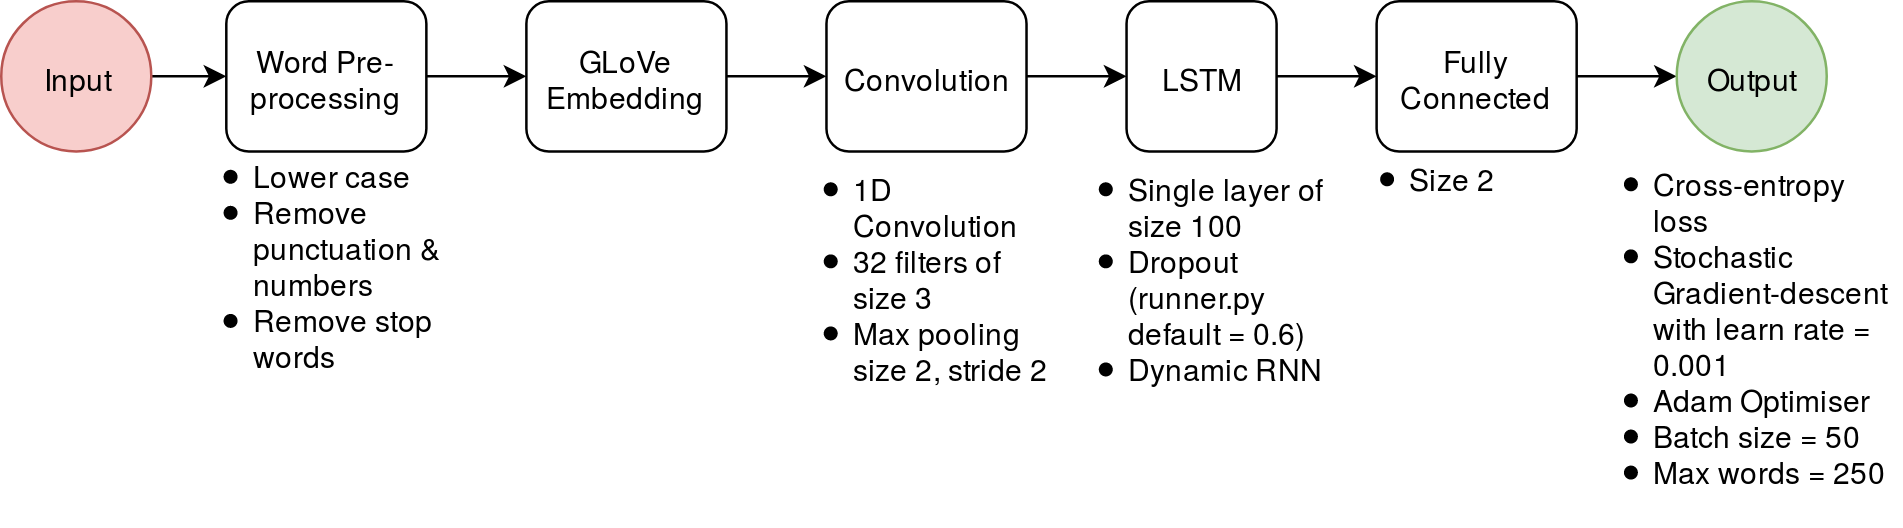 Input
Word Pre-
processing
GLoVe
Embedding
Convolution
LSTM
Fully
Connected
Output
● Lower case
● Remove
punctuation &
numbers
● Remove stop
words
● 1D
Convolution
● 32 filters of
size 3
● Max pooling
size 2, stride 2
● Single layer of
size 100
● Dropout
(runner.py
default = 0.6)
● Dynamic RNN
● Size 2
● Cross-entropy
loss
● Stochastic
Gradient-descent
with learn rate =
0.001
● Adam Optimiser
● Batch size = 50
● Max words = 250